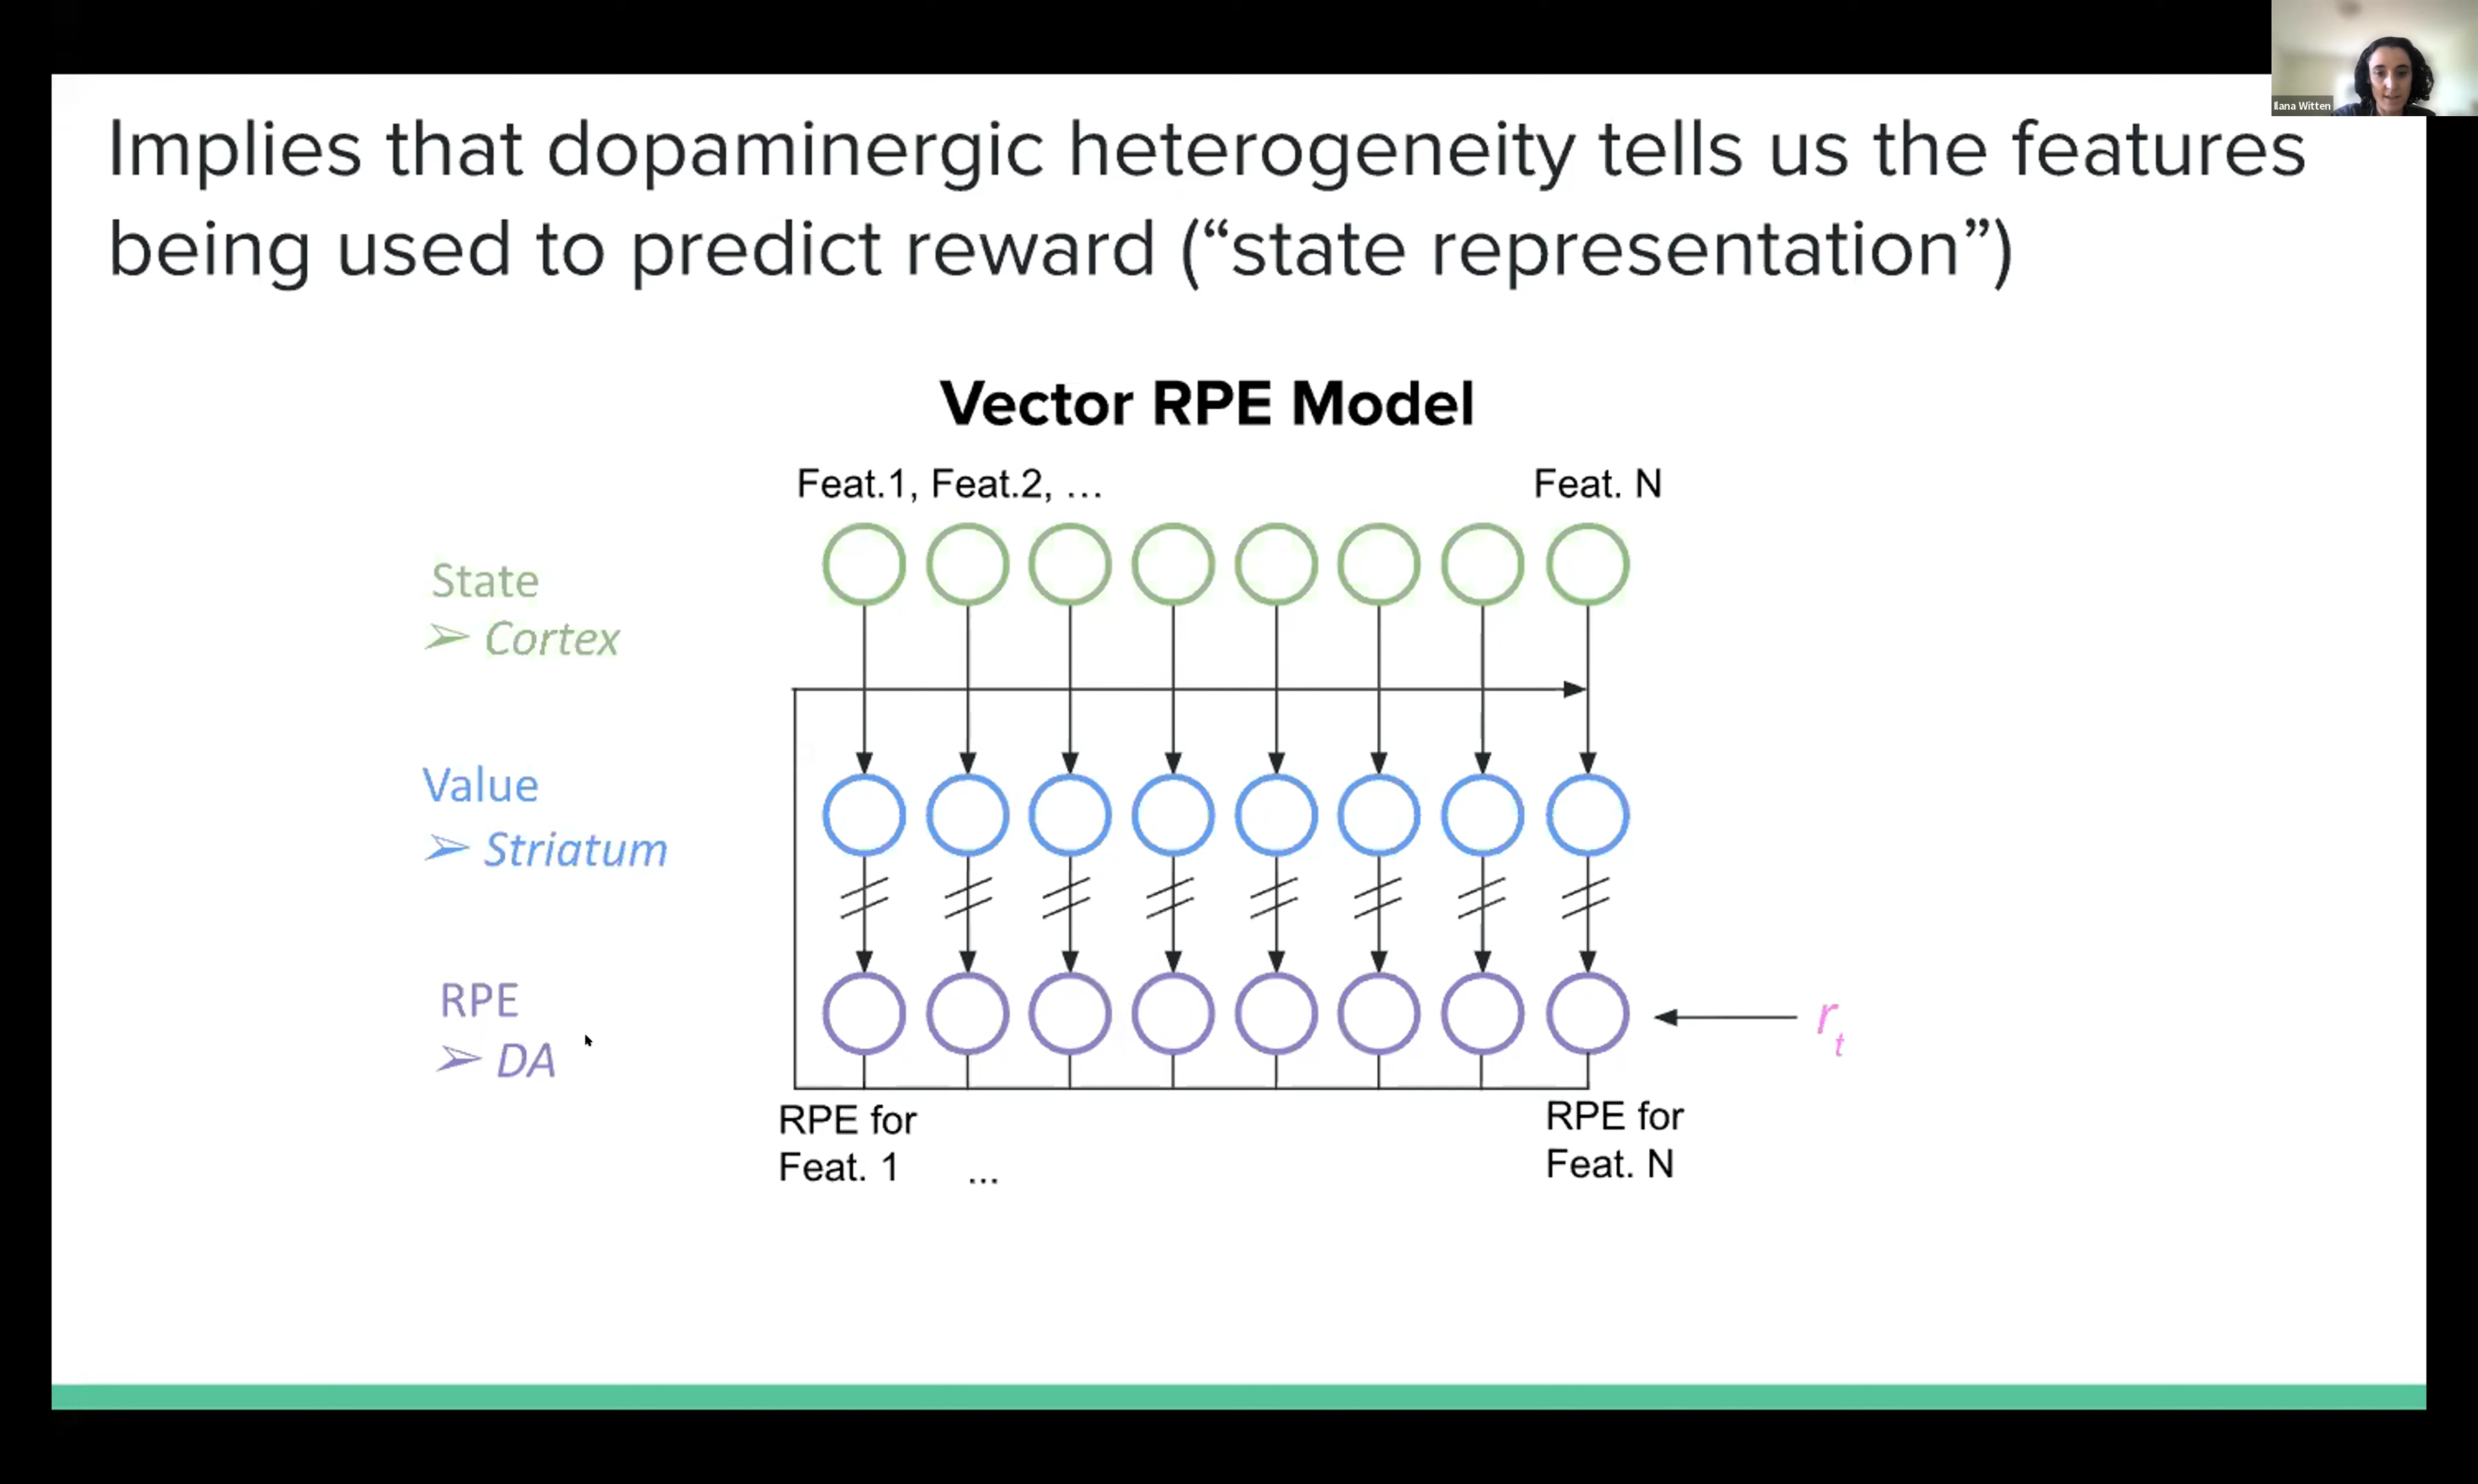 Ilana Witten
Implies that dopaminergic heterogeneity tells us the features
being used to predict reward (“state representation”)
Vector RPE Model
Feat.1, Feat.2, ... Feat. N
State
➢ Cortex
Value
➢ Striatum
RPE
➢ DA
r_t
RPE for
Feat. 1 ...
RPE for
Feat. N